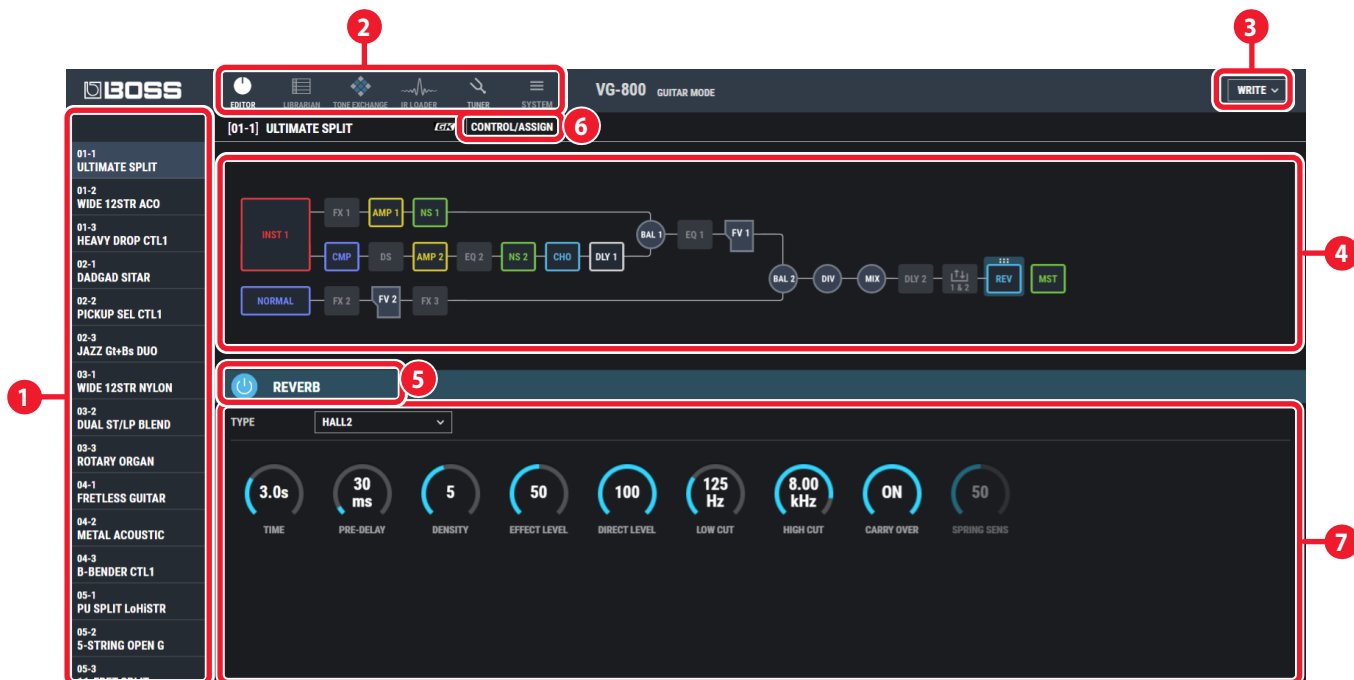 2
3
BOSS
EDITOR
LIBRARIAN
TONE EXCHANGE
IR LOADER
TUNER
SYSTEM
VG-800 GUITAR MODE
WRITE
[01-1] ULTIMATE SPLIT
GK
CONTROL/ASSIGN
6
01-1
ULTIMATE SPLIT
01-2
WIDE 12STR ACO
01-3
HEAVY DROP CTL1
02-1
DADGAD SITAR
02-2
PICKUP SEL CTL1
02-3
JAZZ Gt+Bs DUO
03-1
WIDE 12STR NYLON
03-2
DUAL ST/LP BLEND
03-3
ROTARY ORGAN
04-1
FRETLESS GUITAR
04-2
METAL ACOUSTIC
04-3
B-BENDER CTL1
05-1
PU SPLIT LoHiSTR
05-2
5-STRING OPEN G
05-3
1
INST 1
FX 1
AMP 1
NS 1
CMP
DS
AMP 2
EQ 2
NS 2
CHO
DLY 1
BAL 1
EQ 1
FV 1
NORMAL
FX 2
FV 2
FX 3
BAL 2
DIV
MIX
DLY 2
1 & 2
REV
MST
4
REVERB
5
TYPE
HALL2
3.0s
TIME
30 ms
PRE-DELAY
5
DENSITY
50
EFFECT LEVEL
100
DIRECT LEVEL
125 Hz
LOW CUT
8.00 kHz
HIGH CUT
ON
CARRY OVER
50
SPRING SENS
7